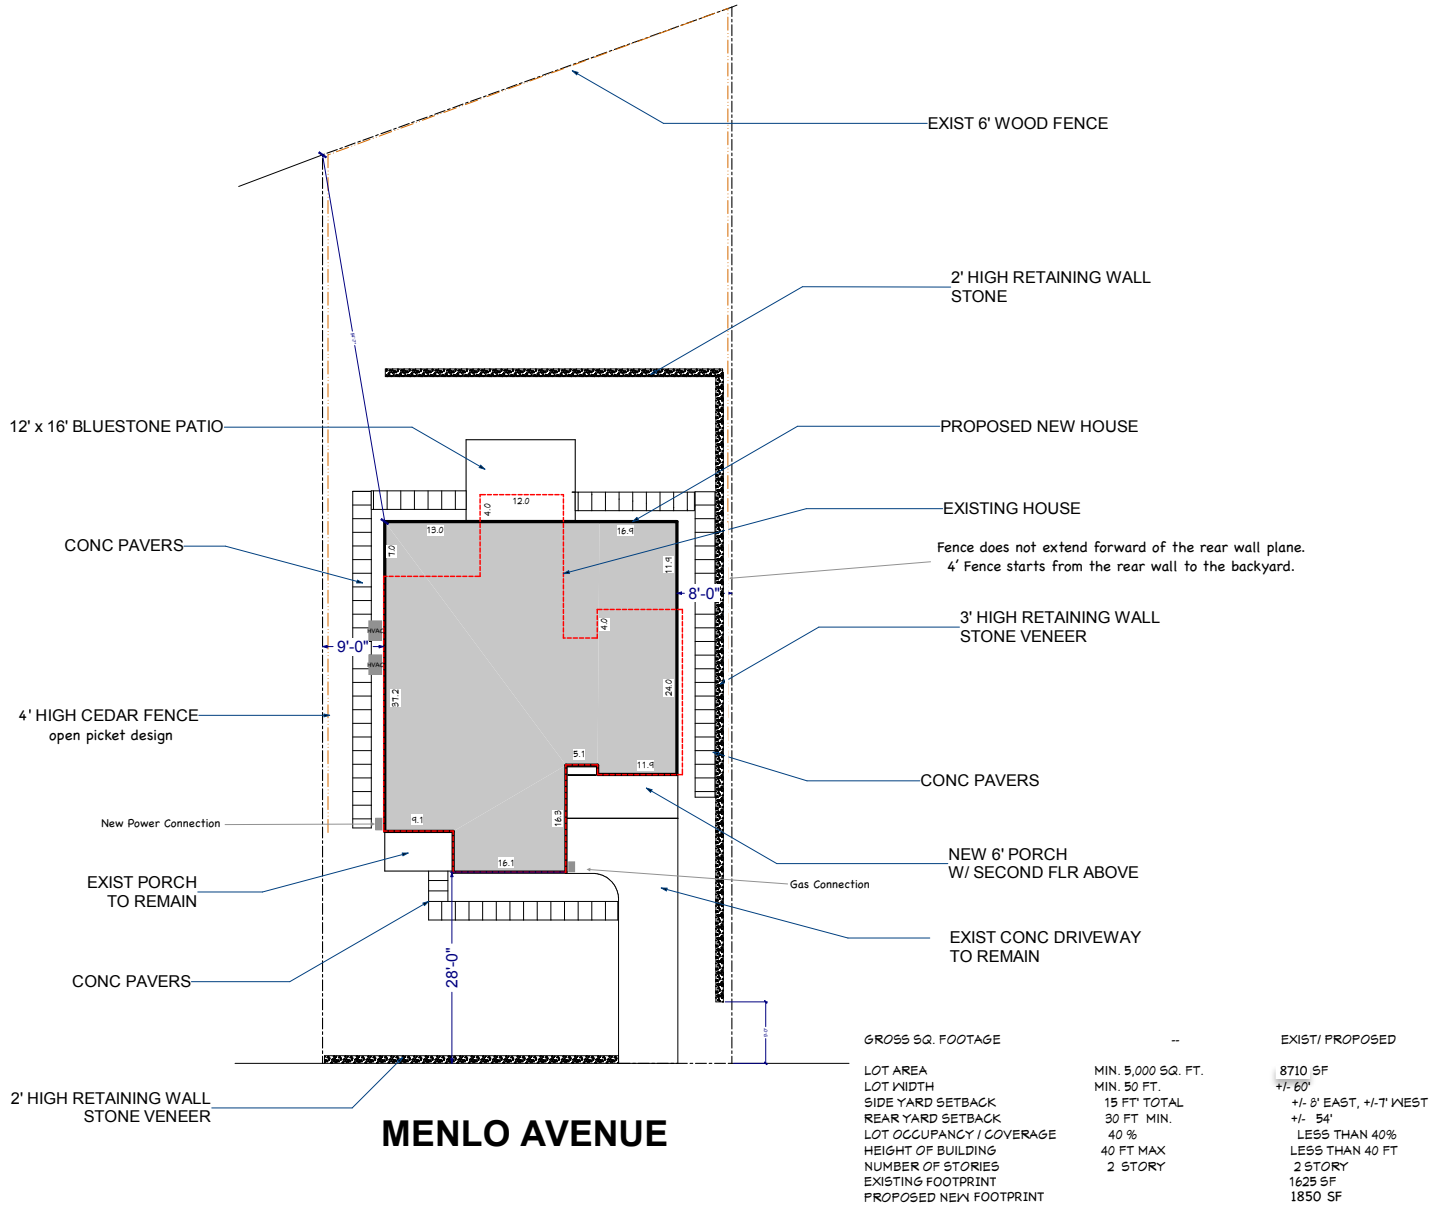 EXIST 6' WOOD FENCE
2' HIGH RETAINING WALL
STONE
12' x 16' BLUESTONE PATIO
PROPOSED NEW HOUSE
12.0
4.0
13.0
16.9
EXISTING HOUSE
CONC PAVERS
7.0
11.9
Fence does not extend forward of the rear wall plane.
4' Fence starts from the rear wall to the backyard.
8'-0"
4.0
3' HIGH RETAINING WALL
STONE VENEER
HVAC
9'-0"
HVAC
37.2
24.0
4' HIGH CEDAR FENCE
open picket design
5.1
11.9
CONC PAVERS
New Power Connection
9.1
16.3
16.1
NEW 6' PORCH
W/ SECOND FLR ABOVE
Gas Connection
EXIST PORCH
TO REMAIN
EXIST CONC DRIVEWAY
TO REMAIN
28'-0"
CONC PAVERS
2' HIGH RETAINING WALL
STONE VENEER
MENLO AVENUE
GROSS SQ. FOOTAGE -- EXIST/ PROPOSED
LOT AREA MIN. 5,000 SQ. FT. 8710 SF
LOT WIDTH MIN. 50 FT. +/- 60'
SIDE YARD SETBACK 15 FT' TOTAL +/- 8' EAST, +/-7' WEST
REAR YARD SETBACK 30 FT MIN. +/- 54'
LOT OCCUPANCY / COVERAGE 40 % LESS THAN 40%
HEIGHT OF BUILDING 40 FT MAX LESS THAN 40 FT
NUMBER OF STORIES 2 STORY 2 STORY
EXISTING FOOTPRINT 1625 SF
PROPOSED NEW FOOTPRINT 1850 SF